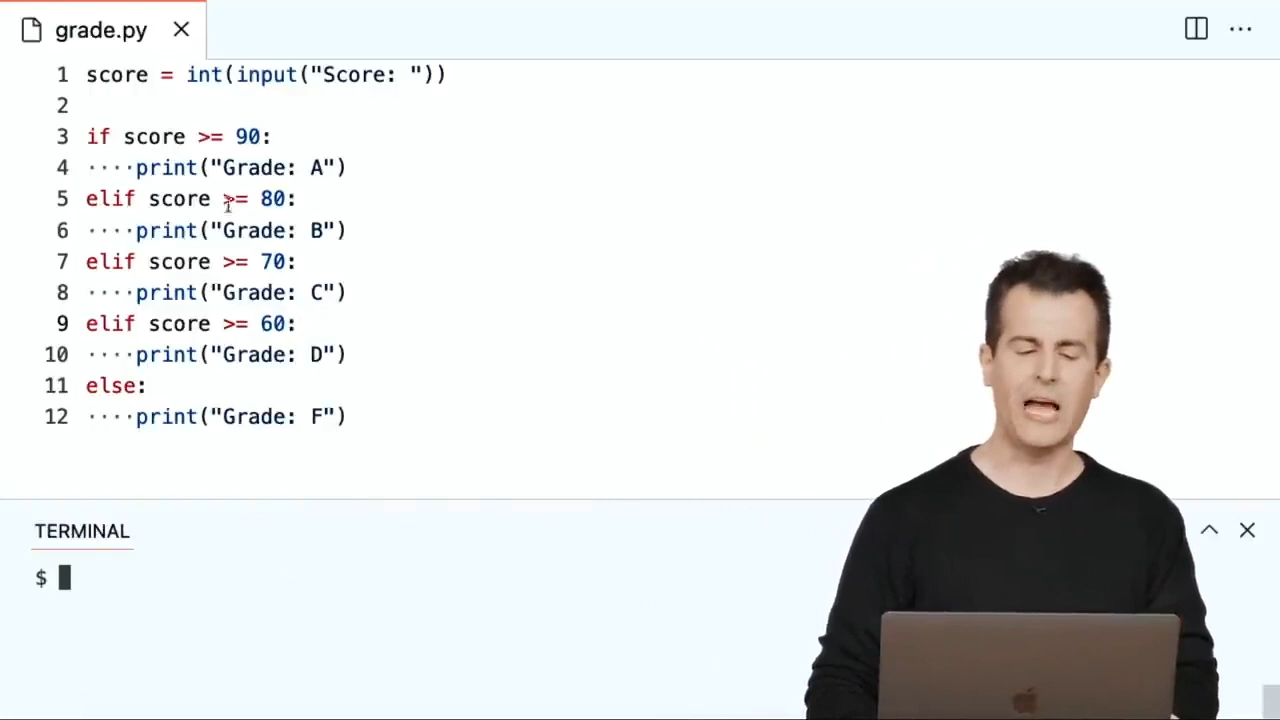 grade.py
1 score = int(input("Score: "))
2
3 if score >= 90:
4 ····print("Grade: A")
5 elif score >= 80:
6 ····print("Grade: B")
7 elif score >= 70:
8 ····print("Grade: C")
9 elif score >= 60:
10 ····print("Grade: D")
11 else:
12 ····print("Grade: F")
TERMINAL
$